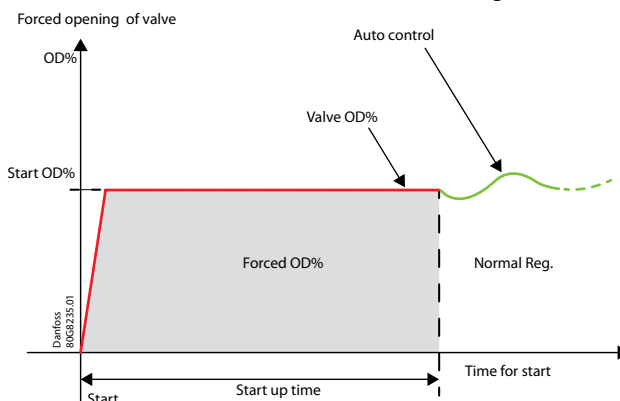 Forced opening of valve
OD%
Auto control
Valve OD%
Start OD%
Forced OD%
Normal Reg.
Danfoss
80G8235.01
Time for start
Start up time
Start